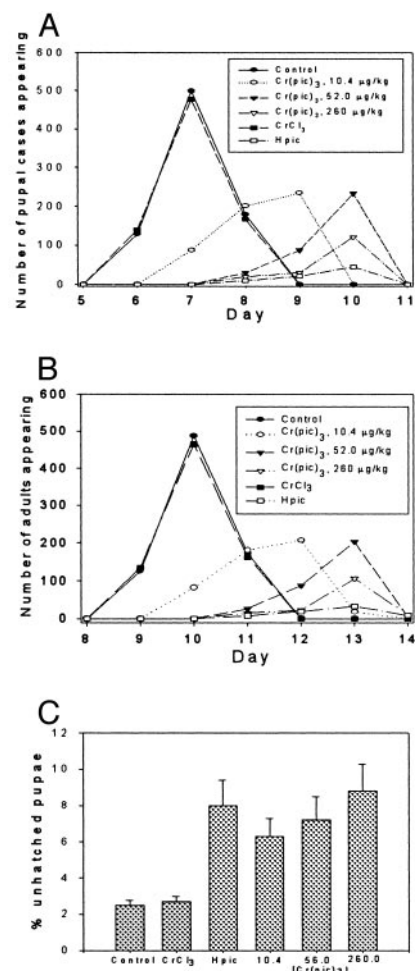 A
Number of pupal cases appearing
600
500
400
300
200
100
0
Control
Cr(pic)3, 10.4 µg/kg
Cr(pic)3, 52.0 µg/kg
Cr(pic)3, 260 µg/kg
CrCl3
Hpic
5 6 7 8 9 10 11
Day
B
Number of adults appearing
600
500
400
300
200
100
0
Control
Cr(pic)3, 10.4 µg/kg
Cr(pic)3, 52.0 µg/kg
Cr(pic)3, 260 µg/kg
CrCl3
Hpic
8 9 10 11 12 13 14
Day
C
% unhatched pupae
12
10
8
6
4
2
0
Control CrCl3 Hpic 10.4 56.0 260.0
[Cr(pic)3]